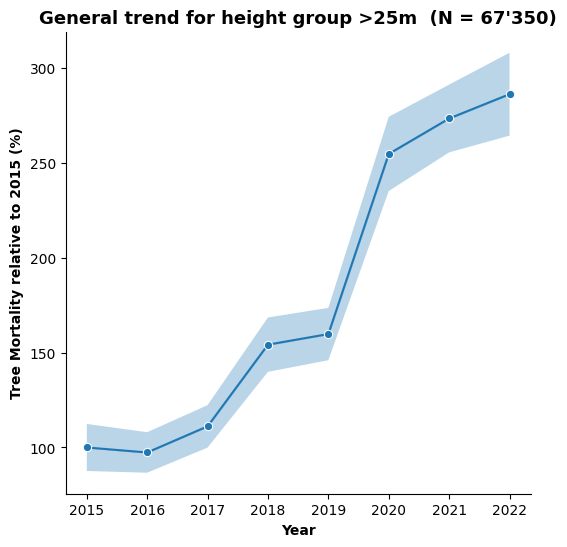 General trend for height group >25m  (N = 67'350)
Tree Mortality relative to 2015 (%)
300
250
200
150
100
2015 2016 2017 2018 2019 2020 2021 2022
Year